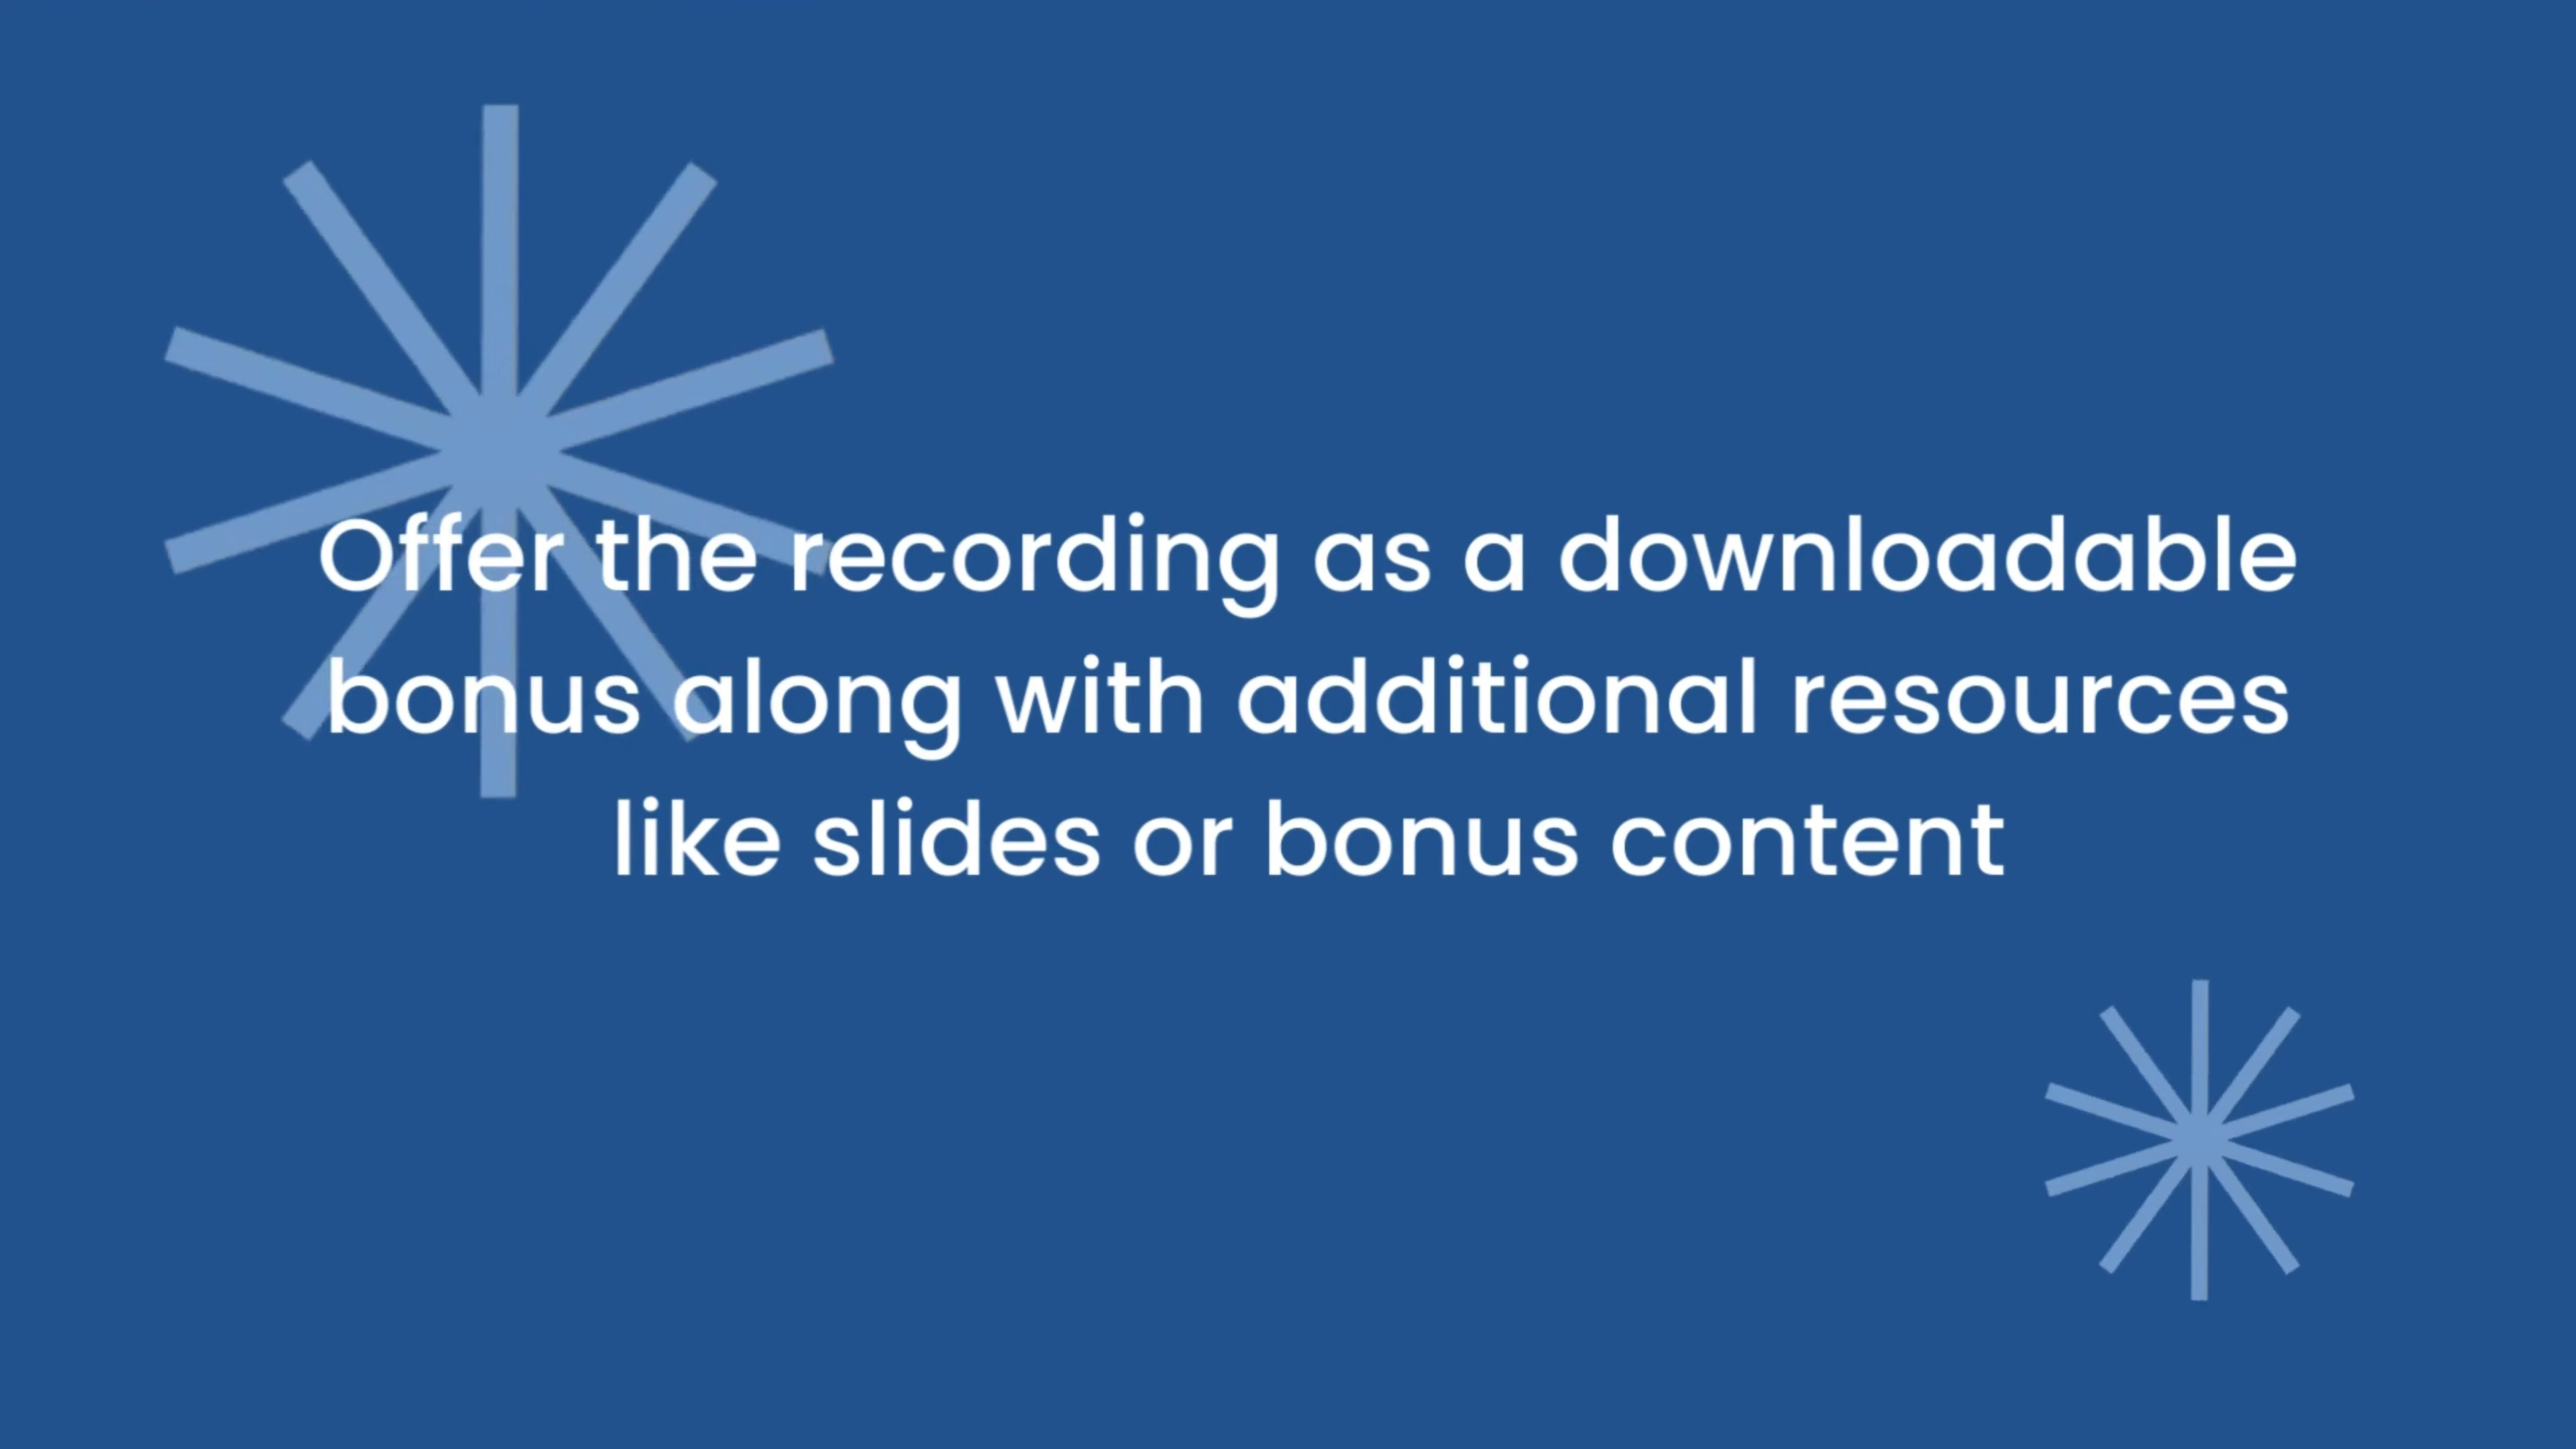 Offer the recording as a downloadable
bonus along with additional resources
like slides or bonus content